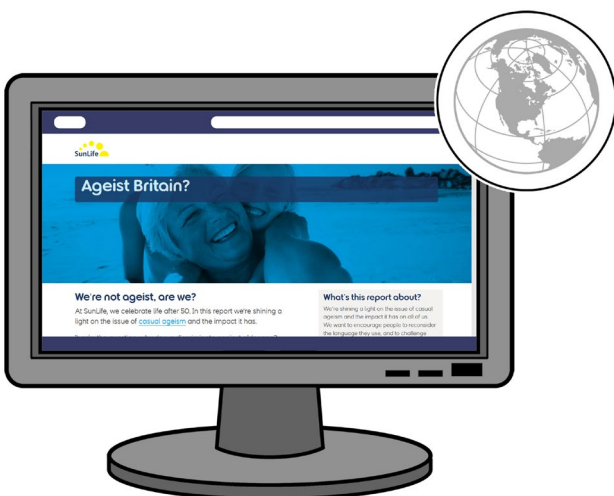 SunLife
Ageist Britain?
We're not ageist, are we?
At SunLife, we celebrate life after 50. In this report we're shining a
light on the issue of casual ageism and the impact it has.
What's this report about?
We're shining a light on the issue of casual
ageism and the impact it has on all of us.
We want to encourage people to reconsider
the language they use, and to challenge